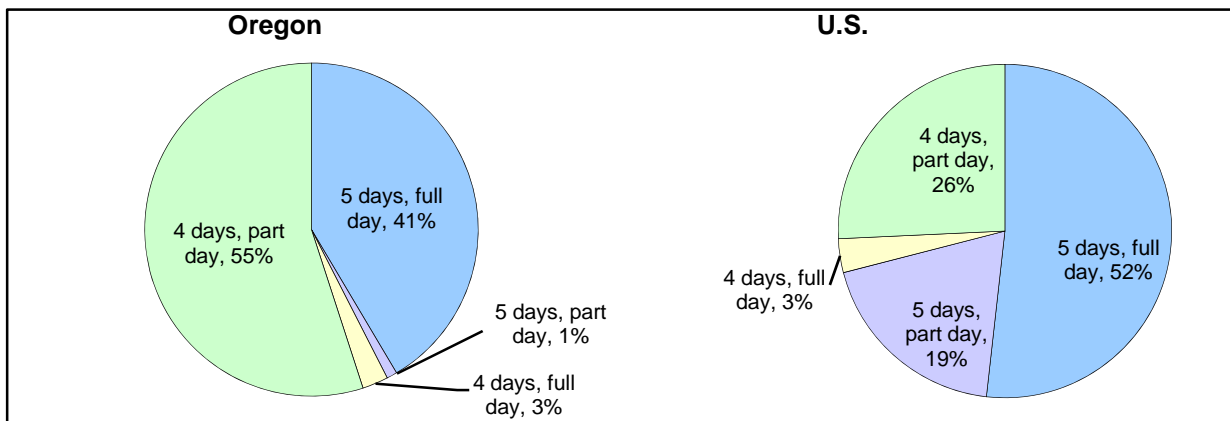 Oregon
5 days, full
day, 41%
4 days, part
day, 55%
5 days, part
day, 1%
4 days, full
day, 3%
U.S.
4 days,
part day,
26%
5 days, full
day, 52%
4 days, full
day, 3%
5 days,
part day,
19%